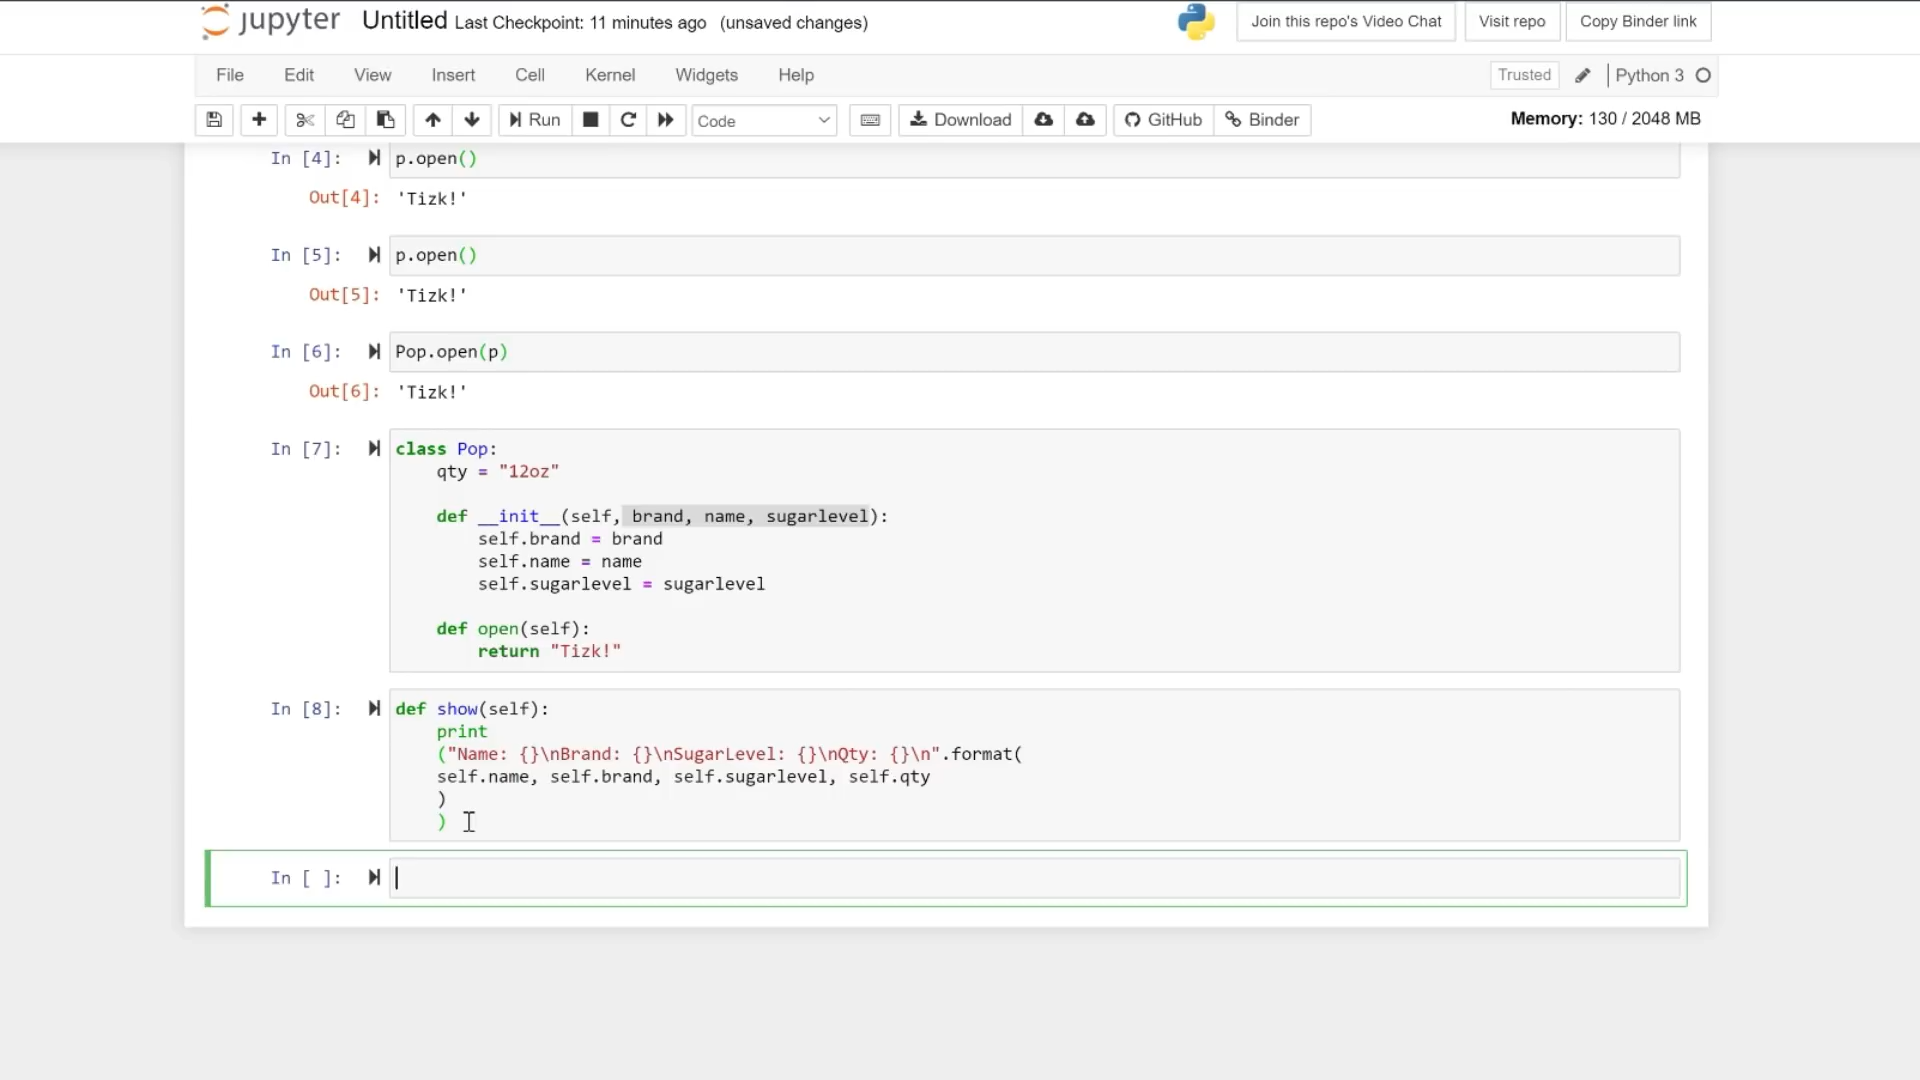 jupyter Untitled Last Checkpoint: 11 minutes ago (unsaved changes) Join this repo's Video Chat Visit repo Copy Binder link
File Edit View Insert Cell Kernel Widgets Help Trusted Python 3
Run Code Download GitHub Binder Memory: 130 / 2048 MB
In [4]: p.open()
Out[4]: 'Tizk!'
In [5]: p.open()
Out[5]: 'Tizk!'
In [6]: Pop.open(p)
Out[6]: 'Tizk!'
In [7]: class Pop:
    qty = "12oz"
    def __init__(self, brand, name, sugarlevel):
        self.brand = brand
        self.name = name
        self.sugarlevel = sugarlevel
    def open(self):
        return "Tizk!"
In [8]: def show(self):
    print
    ("Name: {}\nBrand: {}\nSugarLevel: {}\nQty: {}\n".format(
    self.name, self.brand, self.sugarlevel, self.qty
    )
    )
In [ ]: